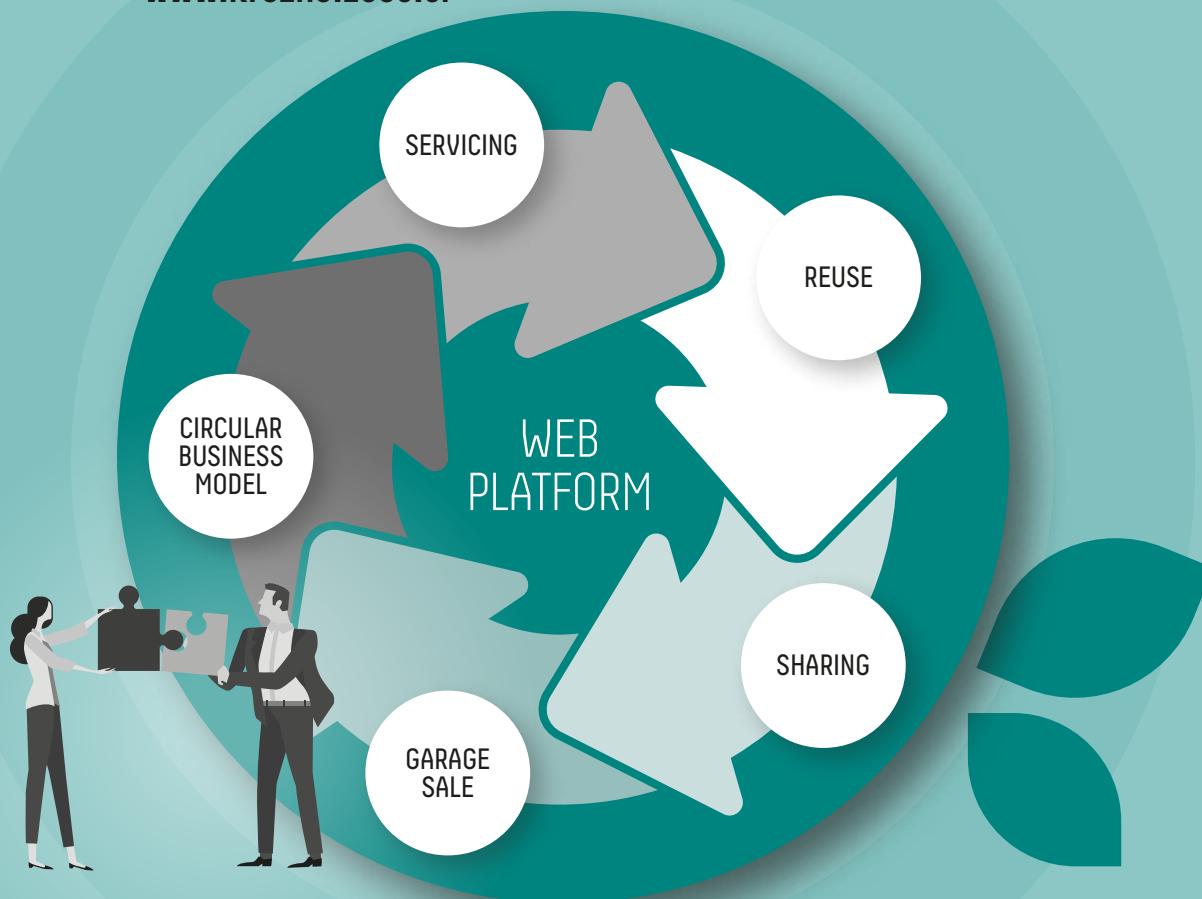 SERVICING
REUSE
WEB
PLATFORM
CIRCULAR
BUSINESS
MODEL
SHARING
GARAGE
SALE